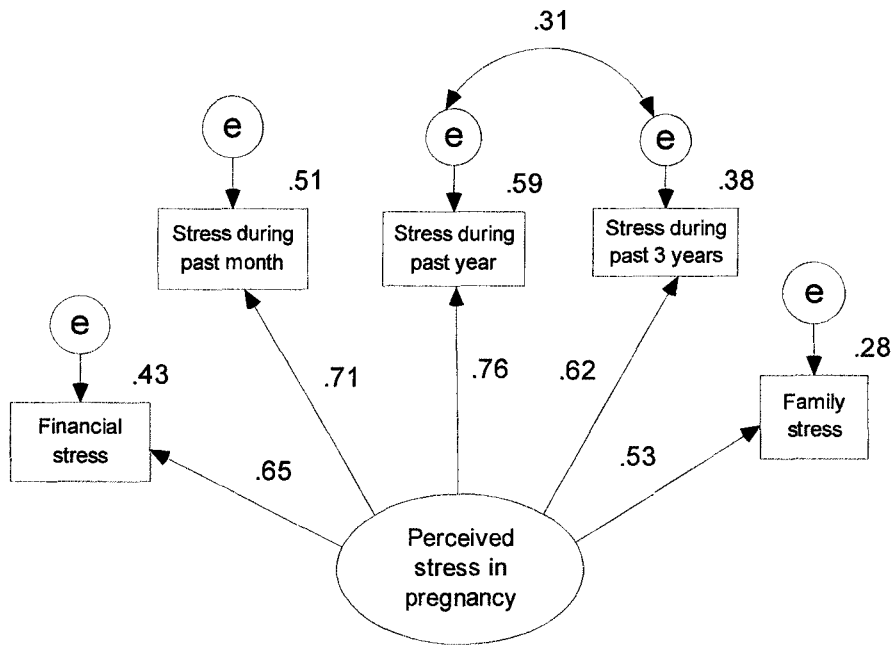 .31
e
e
e
.51
.59
.38
Stress during
past month
Stress during
past year
Stress during
past 3 years
e
e
.43
.28
Financial
stress
Family
stress
.71
.76
.62
.65
.53
Perceived
stress in
pregnancy